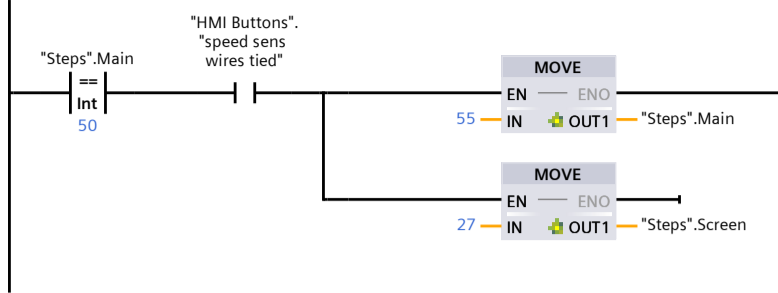 "HMI Buttons".
"speed sens
wires tied"
"Steps".Main
==
Int
50
MOVE
EN ENO
55 IN OUT1 "Steps".Main
MOVE
EN ENO
27 IN OUT1 "Steps".Screen